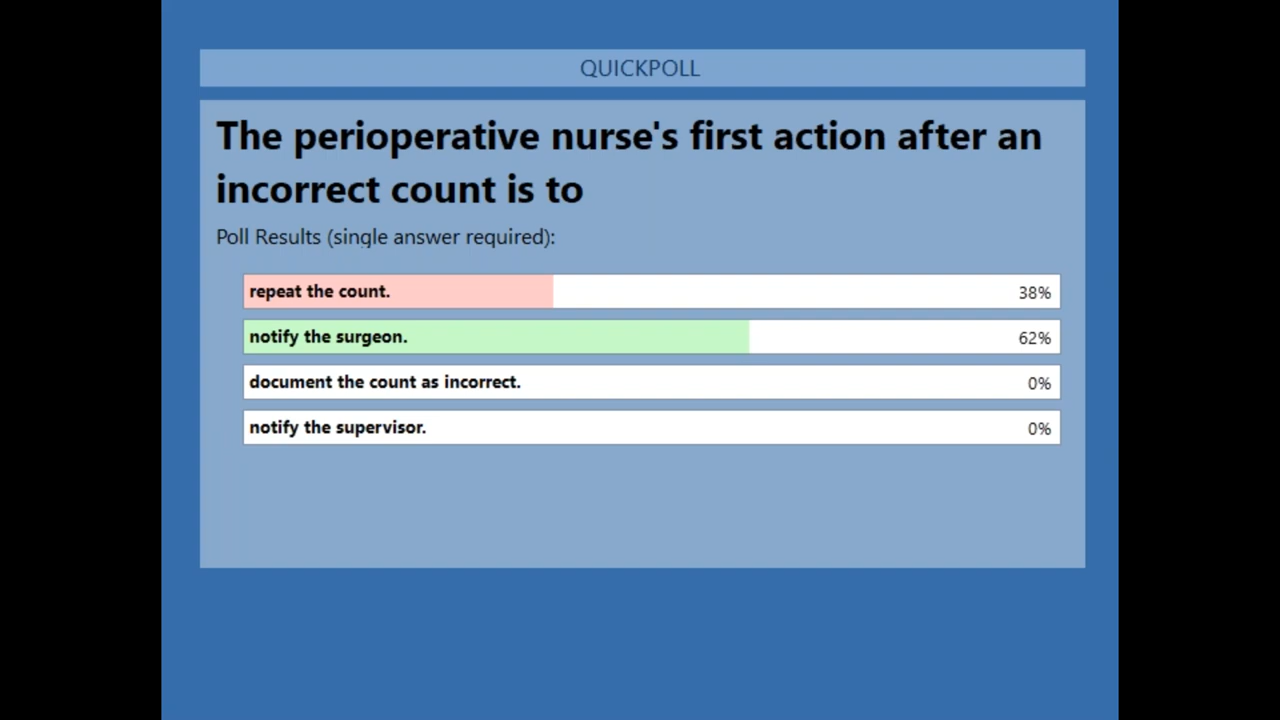 QUICKPOLL
The perioperative nurse's first action after an
incorrect count is to
Poll Results (single answer required):
repeat the count. 38%
notify the surgeon. 62%
document the count as incorrect. 0%
notify the supervisor. 0%